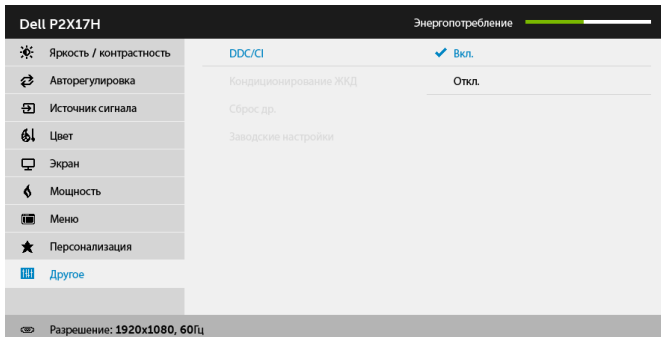 Dell P2X17H Энергопотребление
Яркость / контрастность DDC/CI Вкл.
Авторегулировка Кондиционирование ЖКД Откл.
Источник сигнала Сброс др.
Цвет Заводские настройки
Экран
Мощность
Меню
Персонализация
Другое
Разрешение: 1920x1080, 60Гц